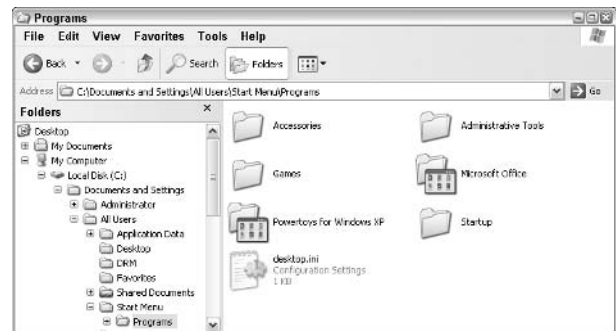 Programs
File Edit View Favorites Tools Help
Back Search Folders
Address C:\Documents and Settings\All Users\Start Menu\Programs Go
Folders
Desktop
My Documents
My Computer
Local Disk (C:)
Documents and Settings
Administrator
All Users
Application Data
Desktop
DRM
Favorites
Shared Documents
Start Menu
Programs
Accessories
Administrative Tools
Games
Microsoft Office
Powertoys for Windows XP
Startup
desktop.ini
Configuration Settings
1 KB